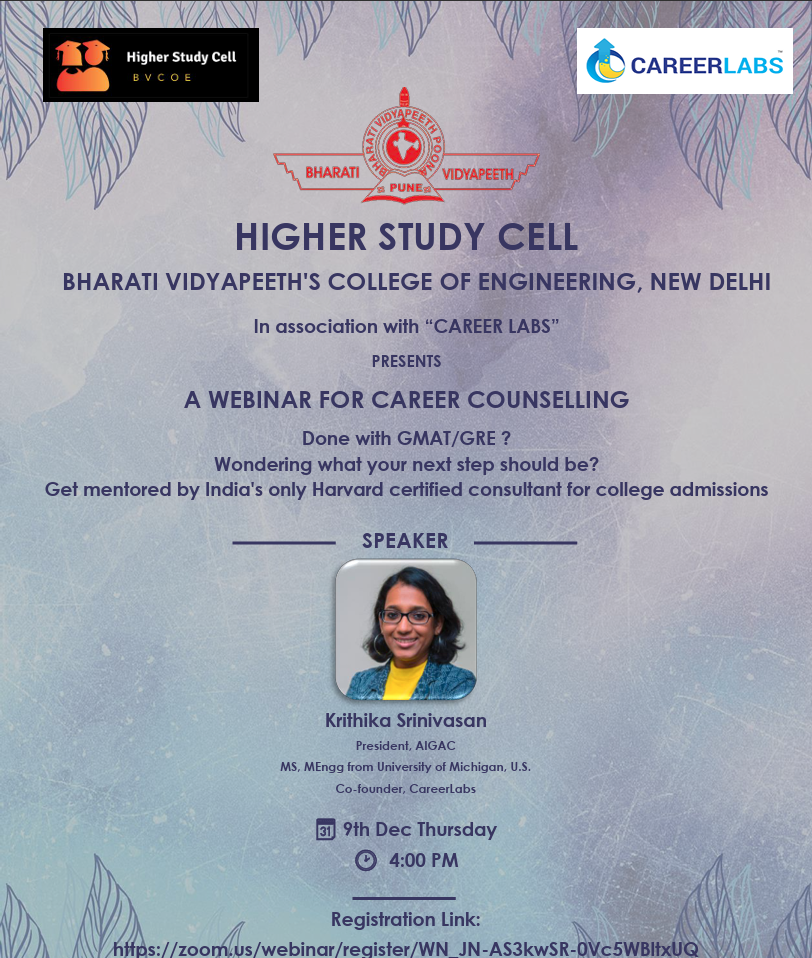 Higher Study Cell
BVCOE
CAREERLABS™
BHARATI VIDYAPEETH POONA
BHARATI VIDYAPEETH
PUNE
HIGHER STUDY CELL
BHARATI VIDYAPEETH'S COLLEGE OF ENGINEERING, NEW DELHI
In association with “CAREER LABS”
PRESENTS
A WEBINAR FOR CAREER COUNSELLING
Done with GMAT/GRE ?
Wondering what your next step should be?
Get mentored by India's only Harvard certified consultant for college admissions
SPEAKER
Krithika Srinivasan
President, AIGAC
MS, MEngg from University of Michigan, U.S.
Co-founder, CareerLabs
31 9th Dec Thursday
4:00 PM
Registration Link:
https://zoom.us/webinar/register/WN_JN-AS3kwSR-0Vc5WBltxUQ